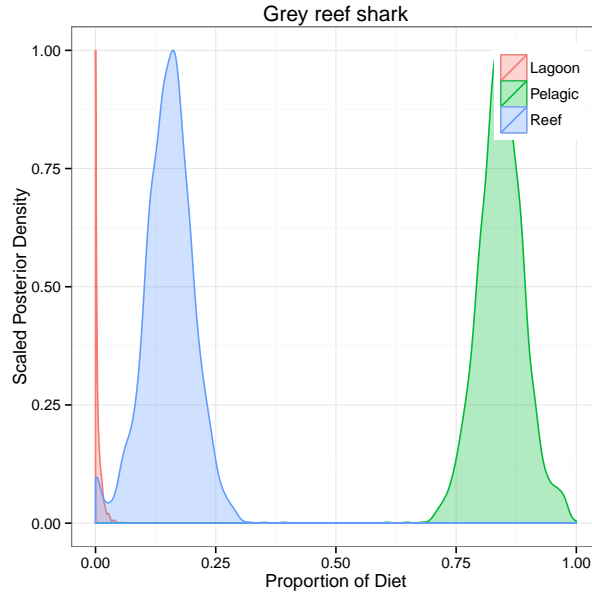 Grey reef shark
Scaled Posterior Density
1.00
0.75
0.50
0.25
0.00
Lagoon
Pelagic
Reef
0.00 0.25 0.50 0.75 1.00
Proportion of Diet